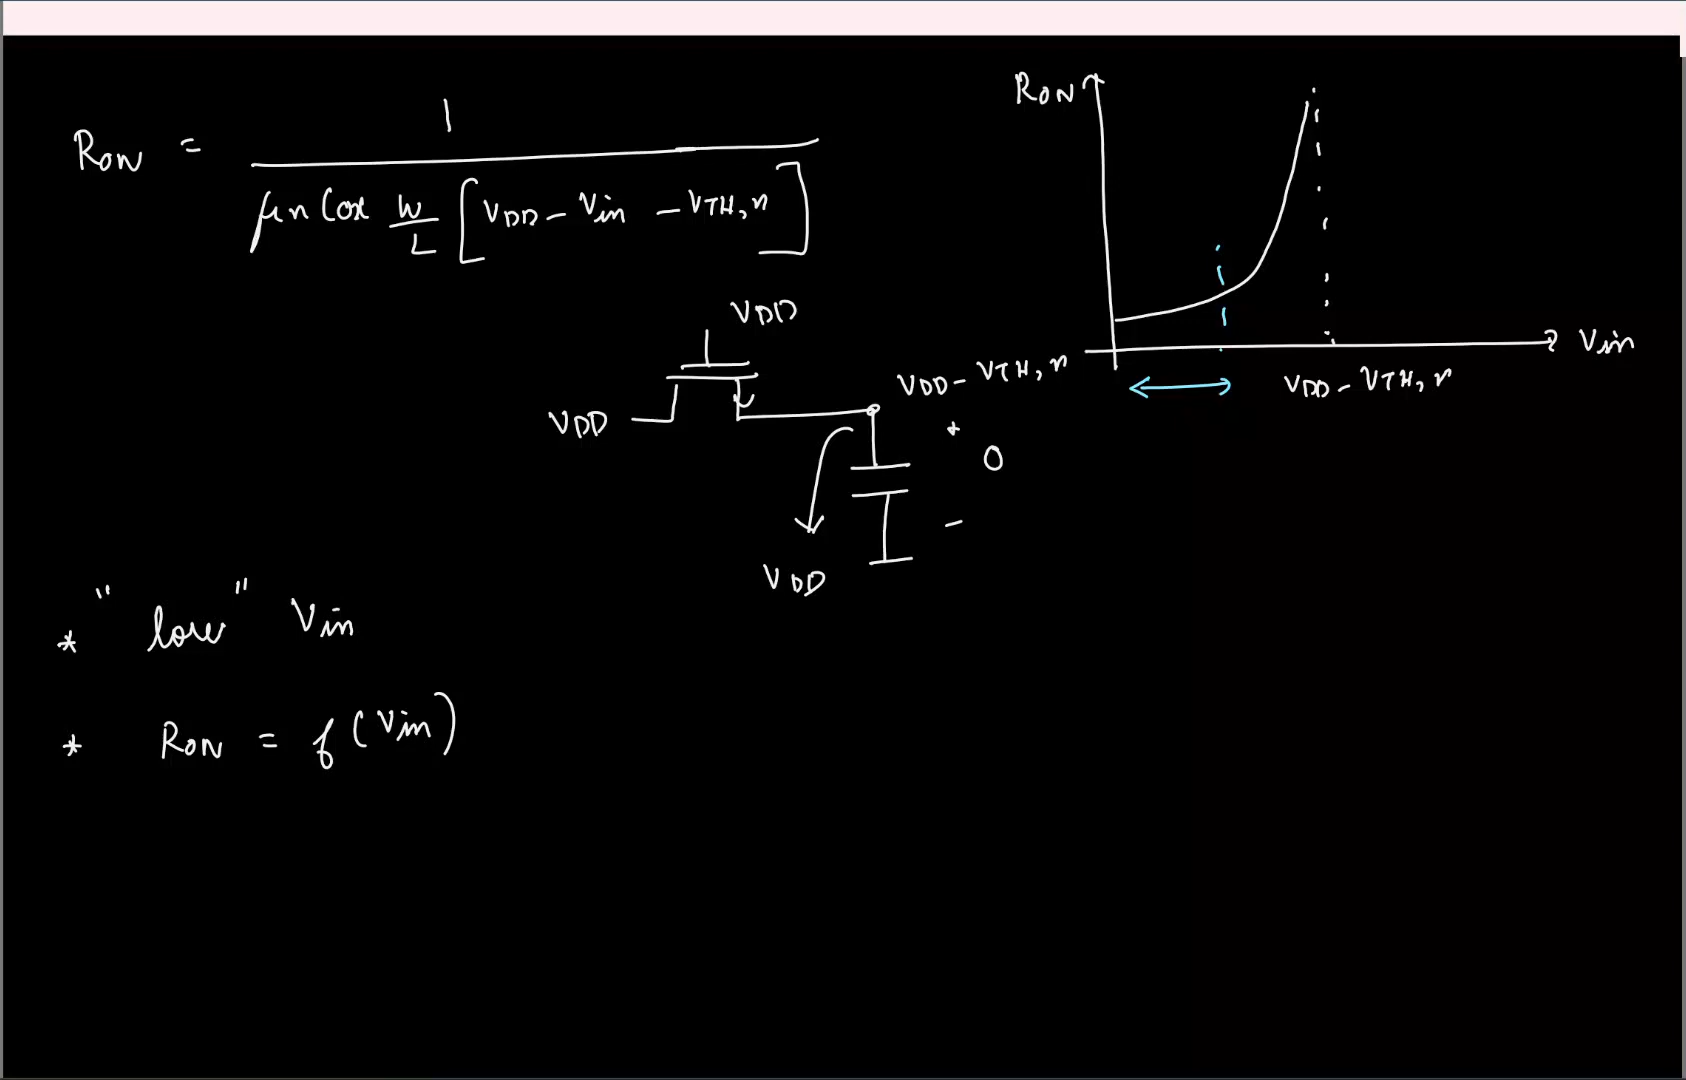 RON = 1
μn Cox W/L [VDD - Vin - VTH,n]
RON
Vin
VDD - VTH,n
VDD
VDD
VDD - VTH,n
+
0
-
VDD
* "low" Vin
* RON = f(Vin)